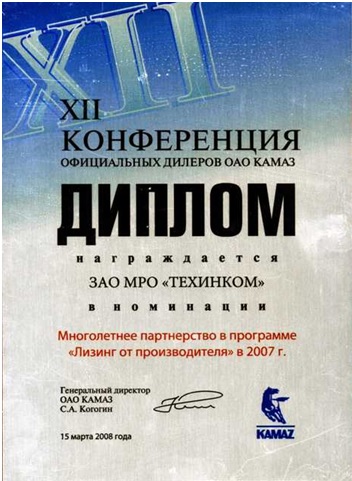 XII
XII
КОНФЕРЕНЦИЯ
ОФИЦИАЛЬНЫХ ДИЛЕРОВ ОАО КАМАЗ
ДИПЛОМ
награждается
ЗАО МРО «ТЕХИНКОМ»
в номинации
Многолетнее партнерство в программе
«Лизинг от производителя» в 2007 г.
Генеральный директор
ОАО КАМАЗ
С.А. Когогин
15 марта 2008 года
KAMAZ